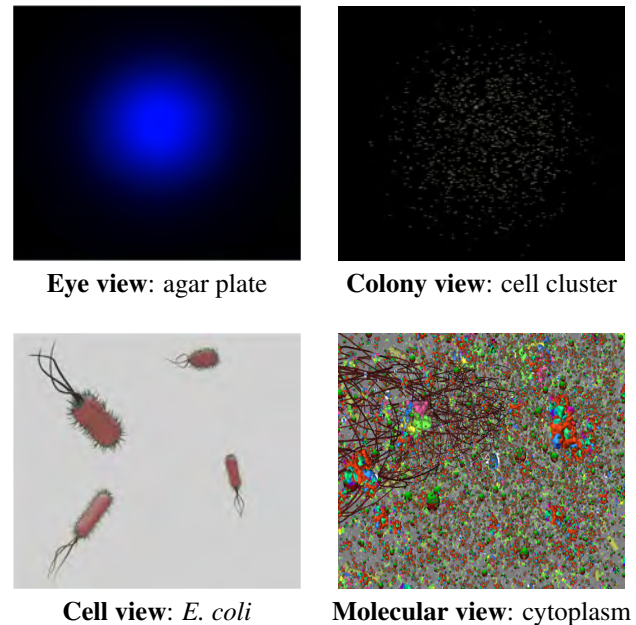 Eye view: agar plate
Colony view: cell cluster
Cell view: E. coli
Molecular view: cytoplasm